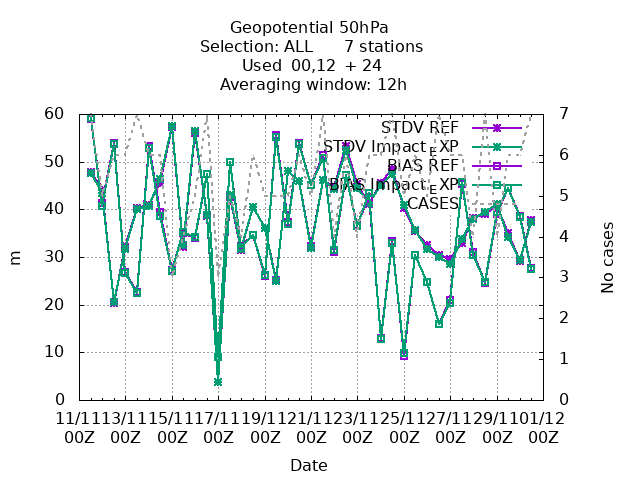 Geopotential 50hPa
Selection: ALL 7 stations
Used 00,12 + 24
Averaging window: 12h
60
50
40
30
20
10
0
7
6
5
4
3
2
1
0
m
No cases
STDV REF
STDV Impact_EXP
BIAS REF
BIAS Impact_EXP
CASES
11/11 13/11 15/11 17/11 19/11 21/11 23/11 25/11 27/11 29/11 01/12
00Z 00Z 00Z 00Z 00Z 00Z 00Z 00Z 00Z 00Z 00Z
Date